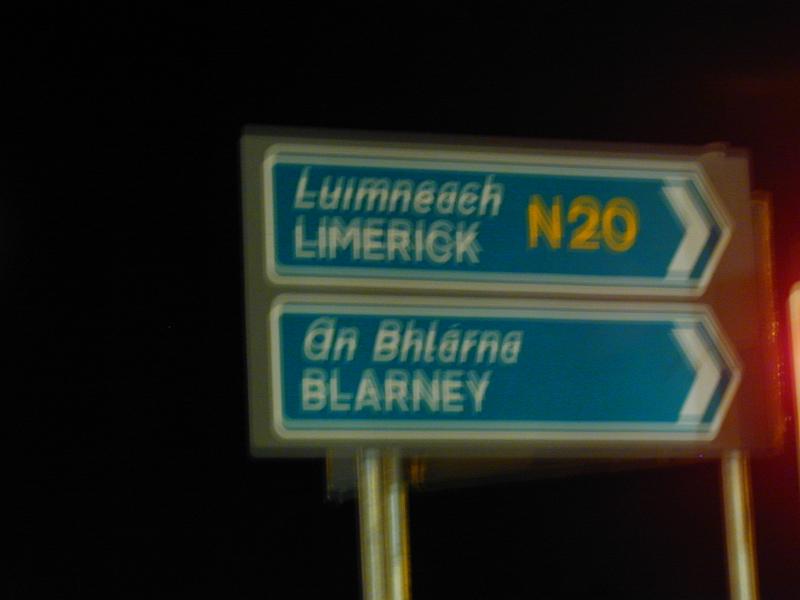 Luimneach
LIMERICK N20
An Bhlárna
BLARNEY